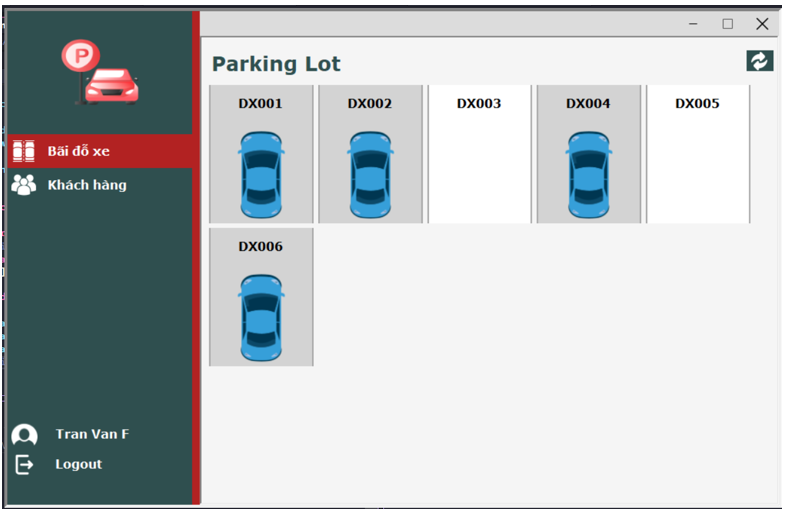 P
Parking Lot
DX001
DX002
DX003
DX004
DX005
DX006
Bãi đỗ xe
Khách hàng
Tran Van F
Logout